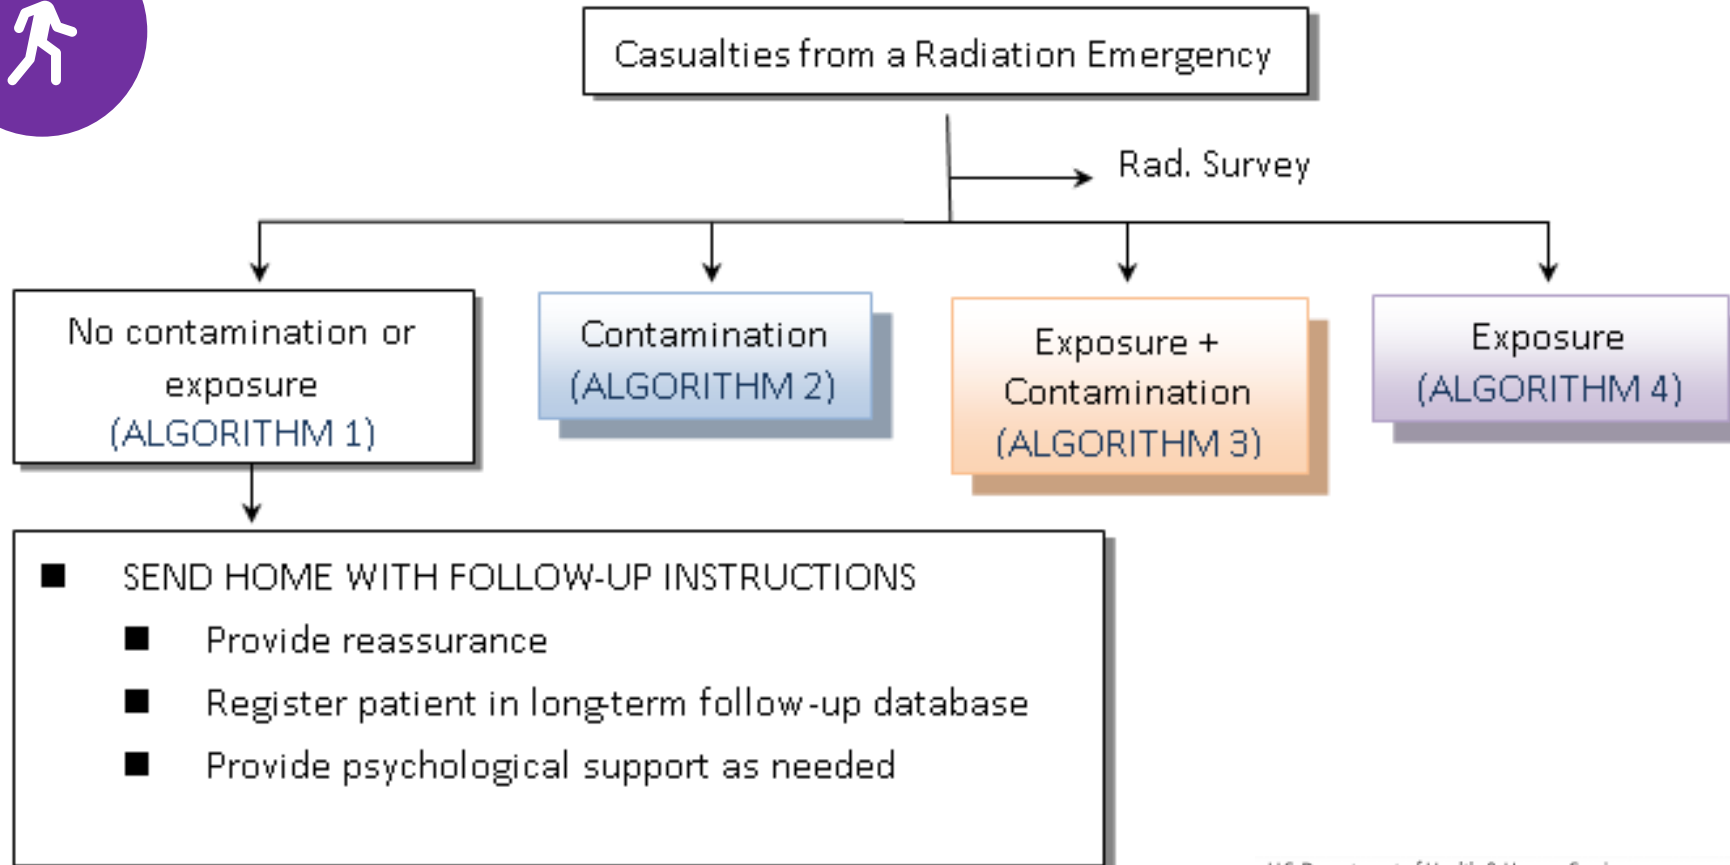 Casualties from a Radiation Emergency
Rad. Survey
No contamination or
exposure
(ALGORITHM 1)
Contamination
(ALGORITHM 2)
Exposure +
Contamination
(ALGORITHM 3)
Exposure
(ALGORITHM 4)
SEND HOME WITH FOLLOW-UP INSTRUCTIONS
Provide reassurance
Register patient in long-term follow-up database
Provide psychological support as needed